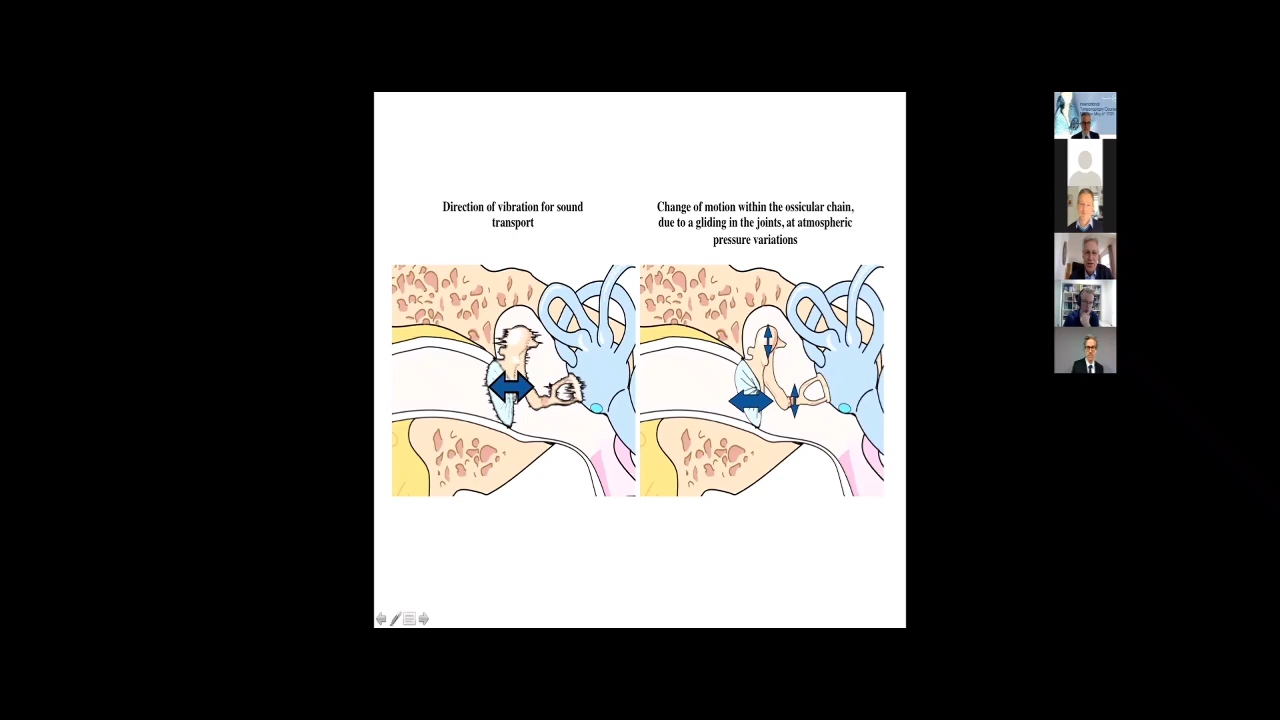 Direction of vibration for sound
transport
Change of motion within the ossicular chain,
due to a gliding in the joints, at atmospheric
pressure variations
International